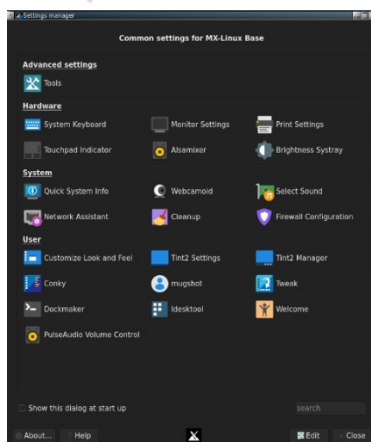 Settings manager
Common settings for MX-Linux Base
Advanced settings
Tools
Hardware
System Keyboard Monitor Settings Print Settings
Touchpad Indicator Alsamixer Brightness Systray
System
Quick System Info Webcamoid Select Sound
Network Assistant Cleanup Firewall Configuration
User
Customize Look and Feel Tint2 Settings Tint2 Manager
Conky mugshot Tweak
Dockmaker Idesktool Welcome
PulseAudio Volume Control
Show this dialog at start up search
About... Help Edit Close